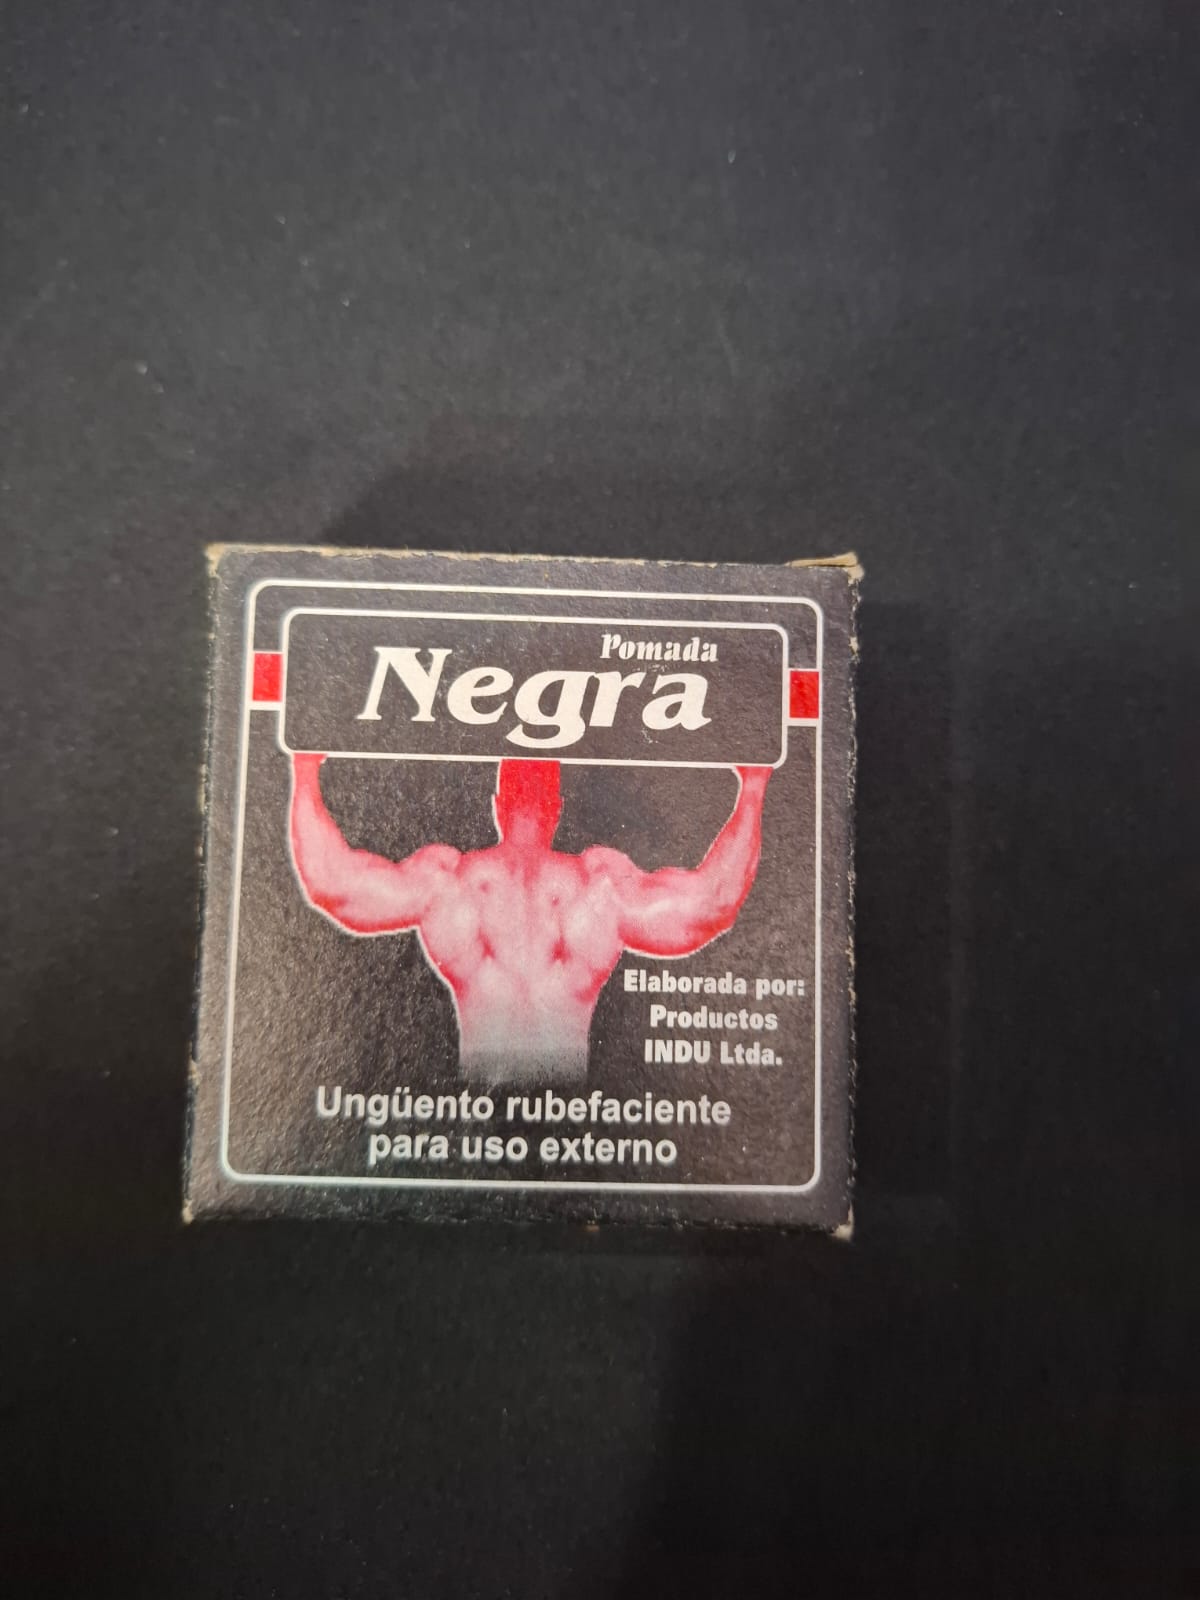 Pomada
Negra
Elaborada por:
Productos
INDU Ltda.
Ungüento rubefaciente
para uso externo